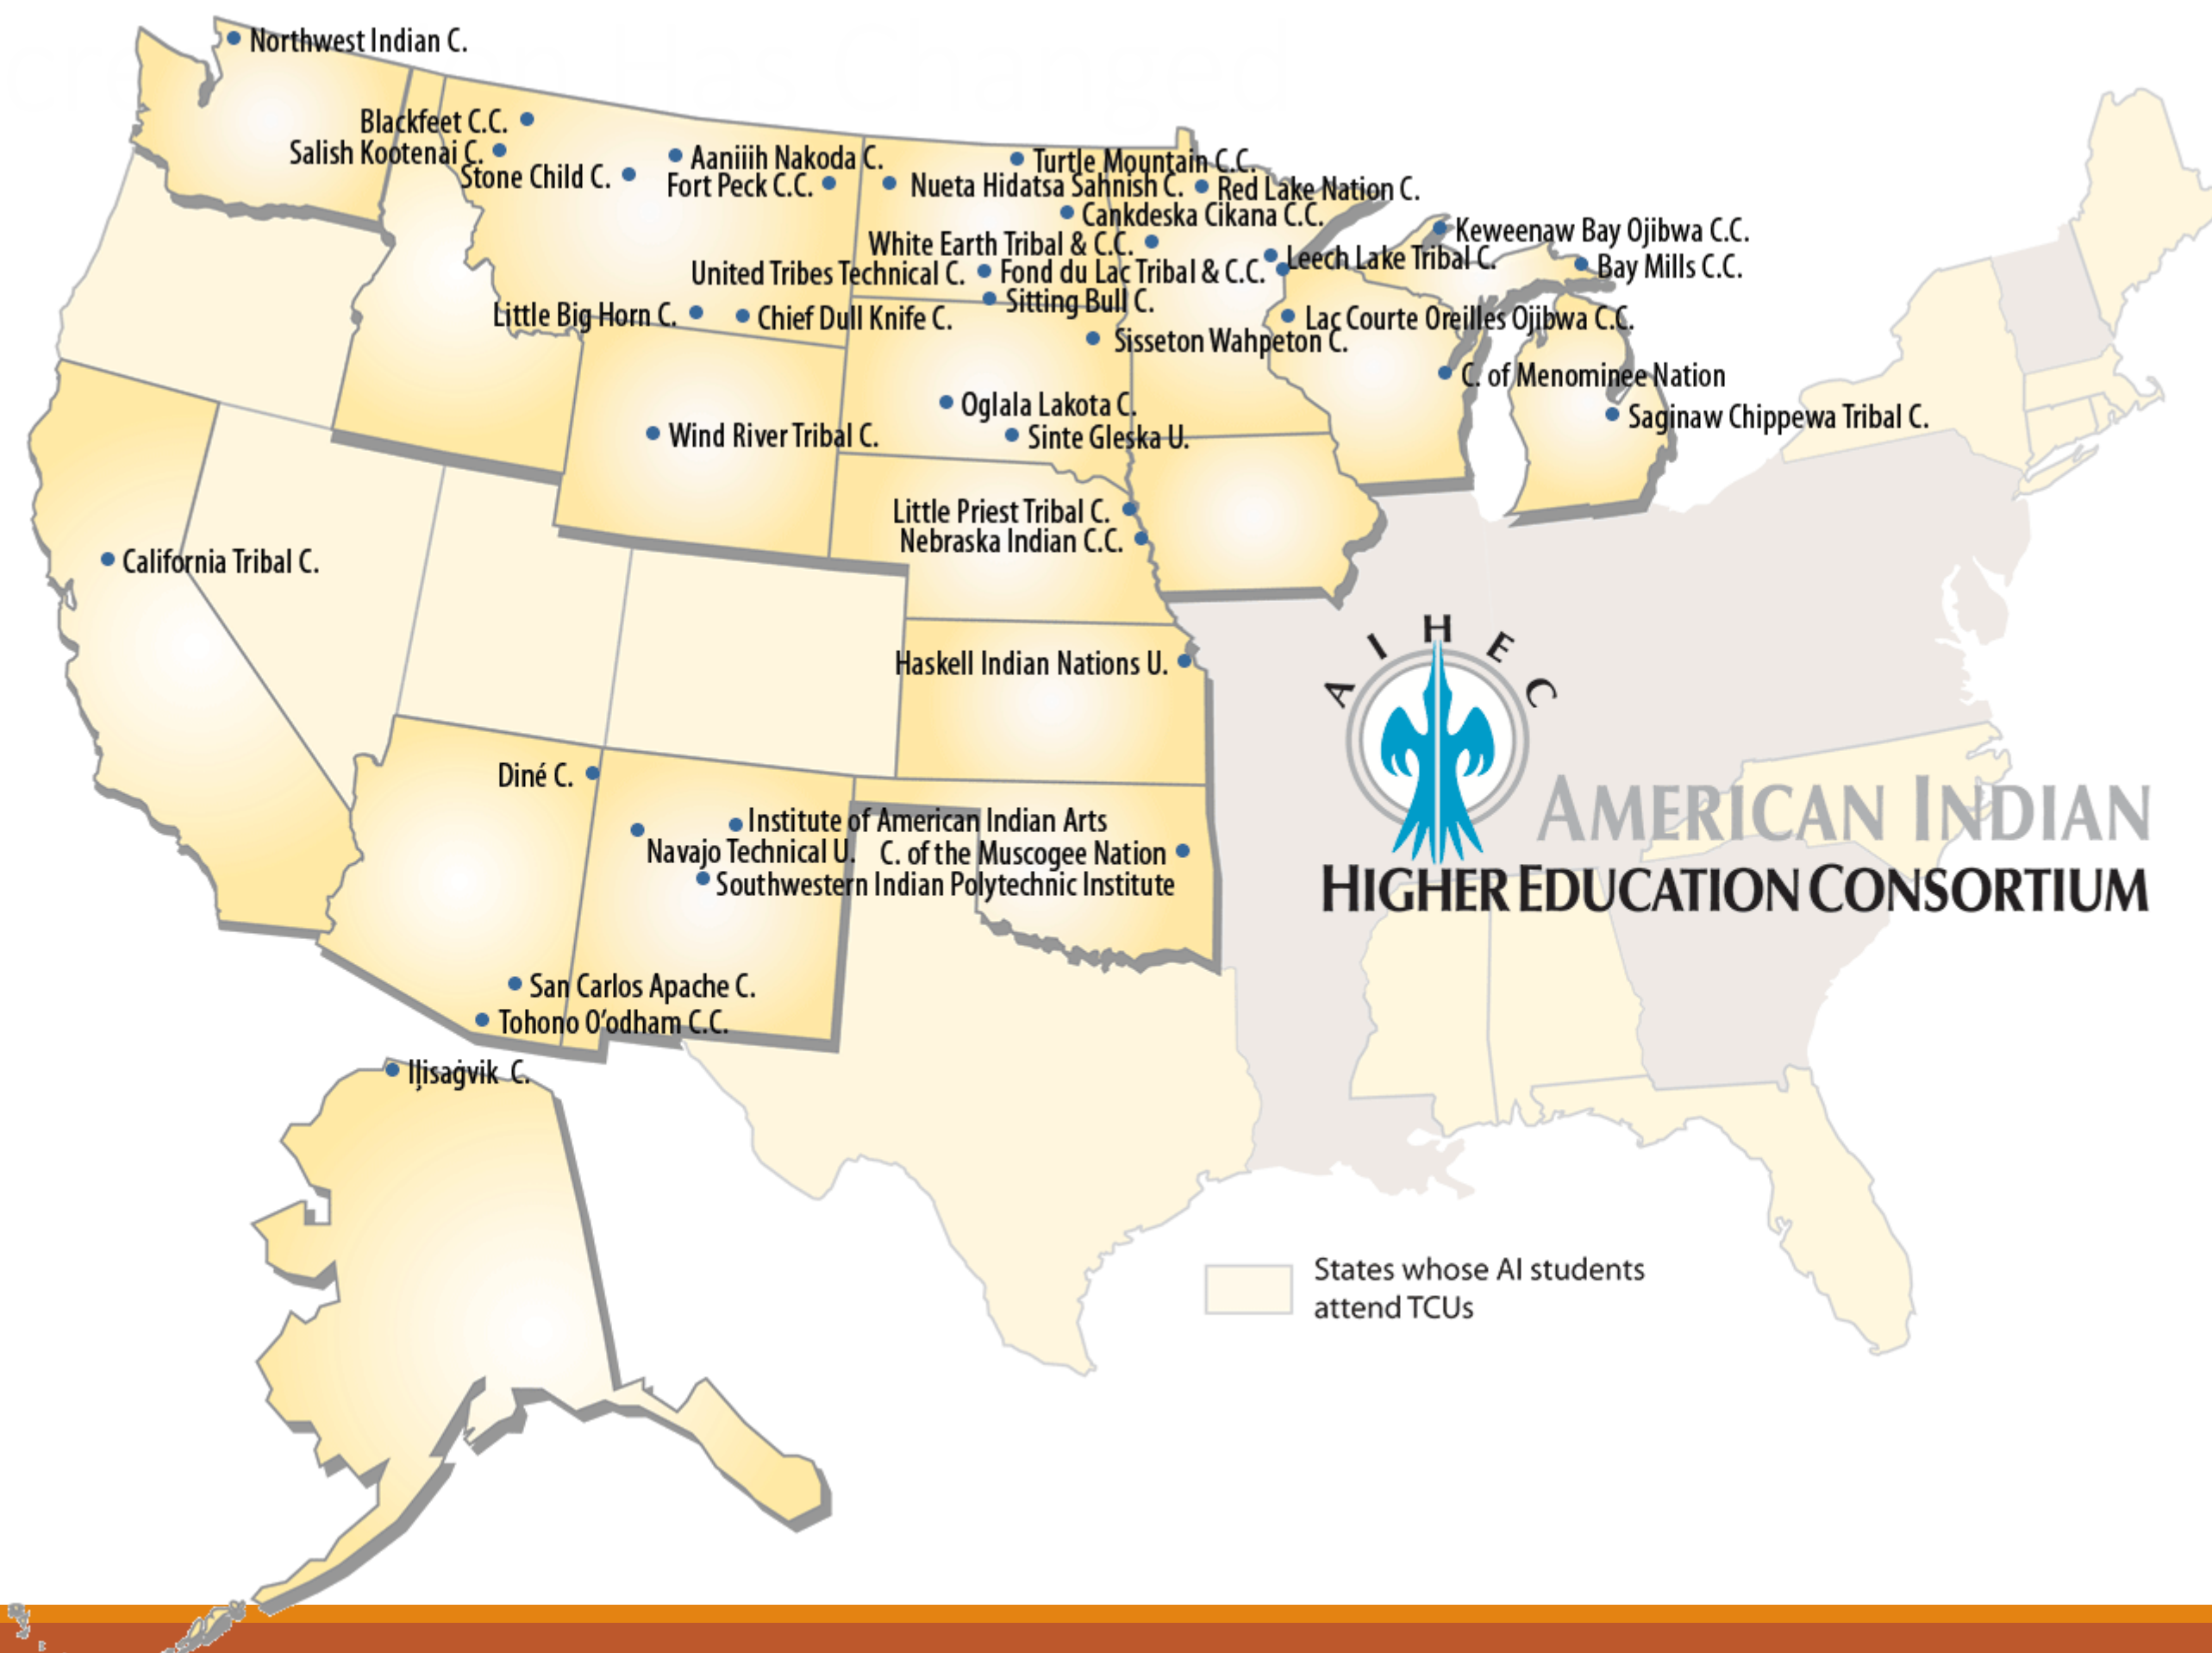 Northwest Indian C.
Blackfeet C.C.
Salish Kootenai C.
Stone Child C.
Aaniiih Nakoda C.
Fort Peck C.C.
Turtle Mountain C.C.
Nueta Hidatsa Sahnish C.
Red Lake Nation C.
Cankdeska Cikana C.C.
White Earth Tribal & C.C.
Keweenaw Bay Ojibwa C.C.
Leech Lake Tribal C.
Bay Mills C.C.
United Tribes Technical C.
Fond du Lac Tribal & C.C.
Sitting Bull C.
Little Big Horn C.
Chief Dull Knife C.
Lac Courte Oreilles Ojibwa C.C.
Sisseton Wahpeton C.
C. of Menominee Nation
Oglala Lakota C.
Saginaw Chippewa Tribal C.
Wind River Tribal C.
Sinte Gleska U.
Little Priest Tribal C.
Nebraska Indian C.C.
California Tribal C.
Haskell Indian Nations U.
A I H E C
AMERICAN INDIAN
HIGHER EDUCATION CONSORTIUM
Diné C.
Institute of American Indian Arts
Navajo Technical U.
C. of the Muscogee Nation
Southwestern Indian Polytechnic Institute
San Carlos Apache C.
Tohono O’odham C.C.
Iḷisaġvik C.
States whose AI students
attend TCUs